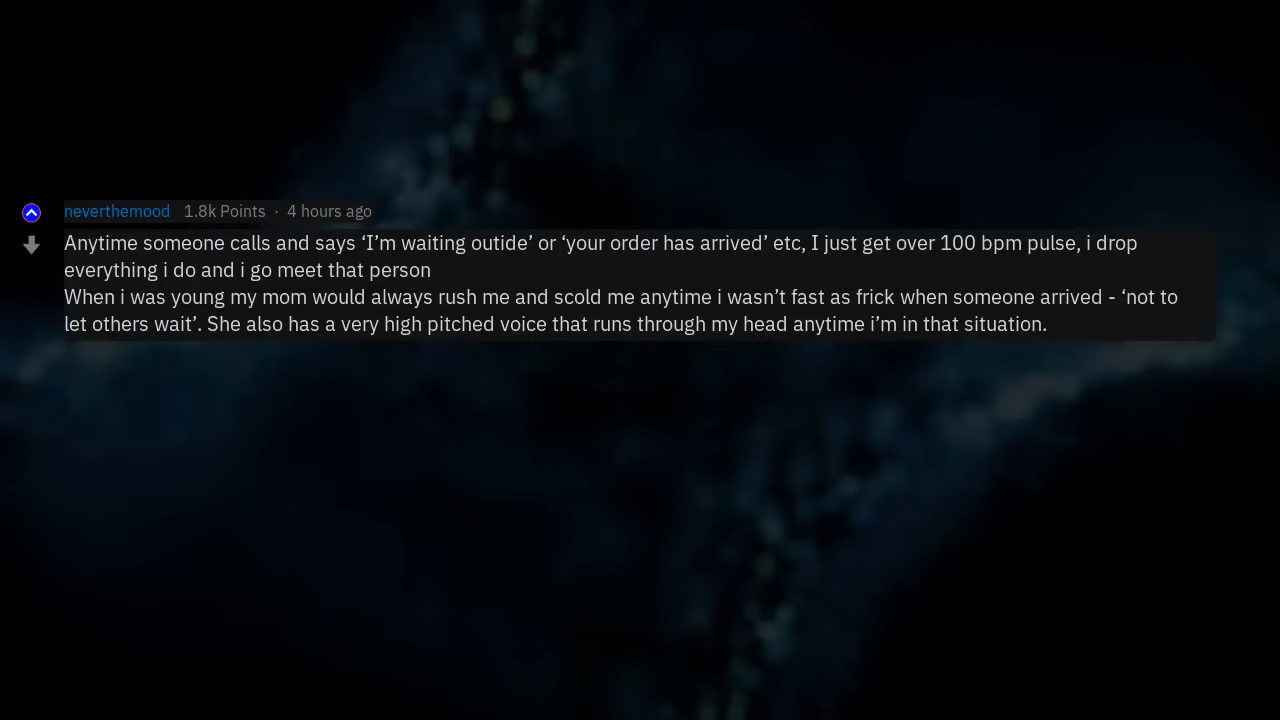 neverthemood 1.8k Points · 4 hours ago
Anytime someone calls and says ‘I’m waiting outide’ or ‘your order has arrived’ etc, I just get over 100 bpm pulse, i drop
everything i do and i go meet that person
When i was young my mom would always rush me and scold me anytime i wasn’t fast as frick when someone arrived - ‘not to
let others wait’. She also has a very high pitched voice that runs through my head anytime i’m in that situation.